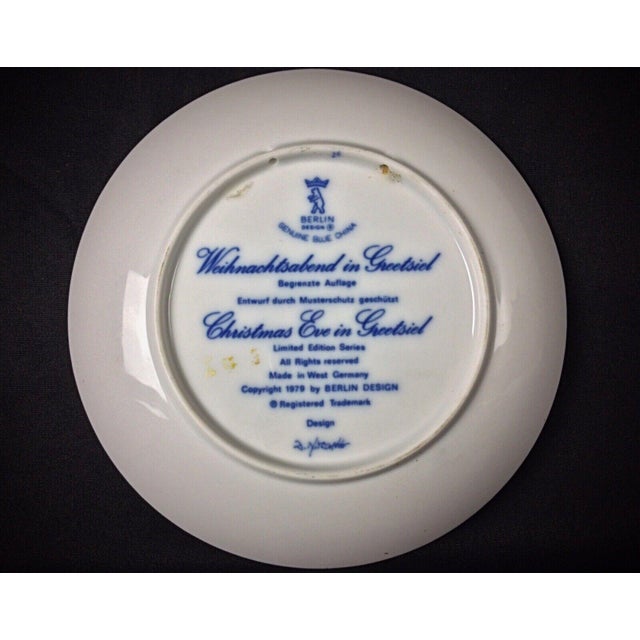 BERLIN
DESIGN ®
GENUINE BLUE CHINA
Weihnachtsabend in Greetsiel
Begrenzte Auflage
Entwurf durch Musterschutz geschützt
Christmas Eve in Greetsiel
Limited Edition Series
All Rights reserved
Made in West Germany
Copyright 1979 by BERLIN DESIGN
® Registered Trademark
Design